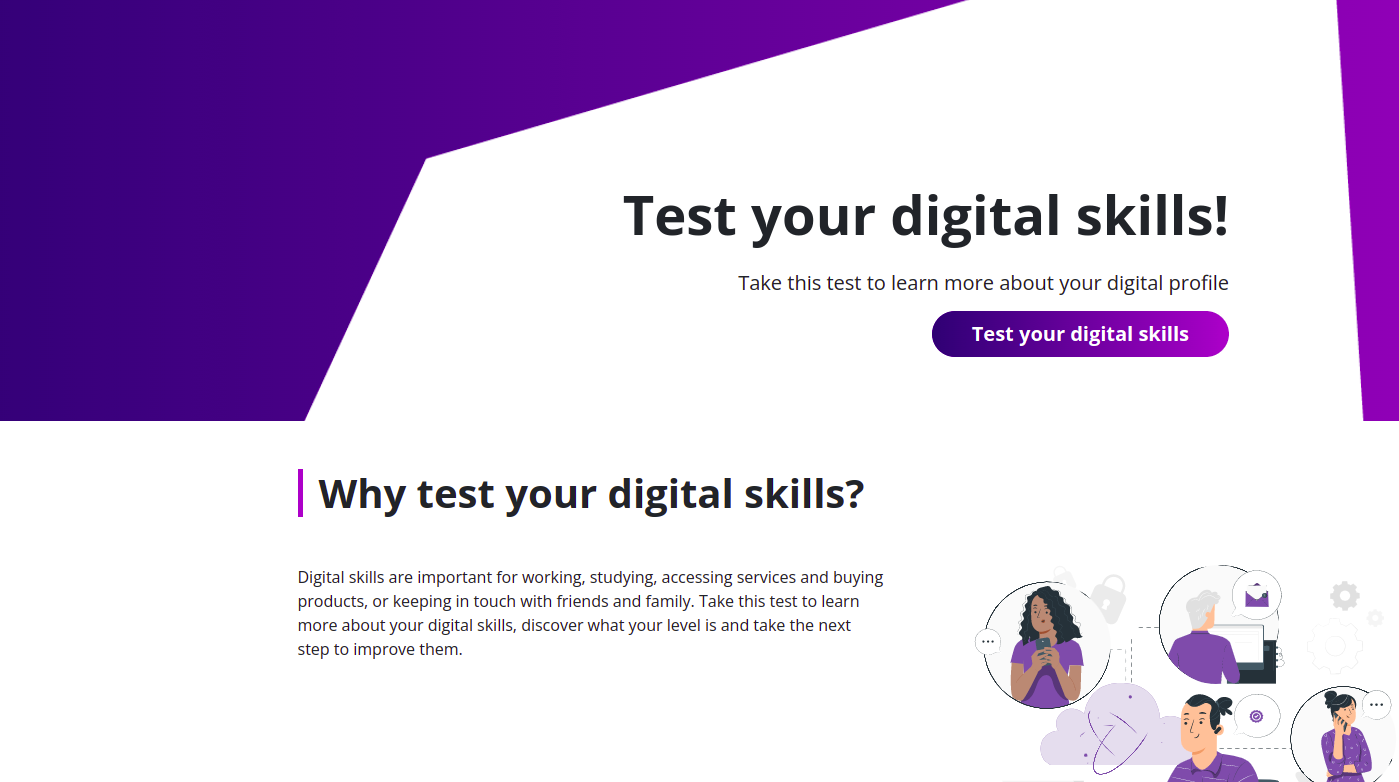 Test your digital skills!
Take this test to learn more about your digital profile
Test your digital skills
Why test your digital skills?
Digital skills are important for working, studying, accessing services and buying
products, or keeping in touch with friends and family. Take this test to learn
more about your digital skills, discover what your level is and take the next
step to improve them.